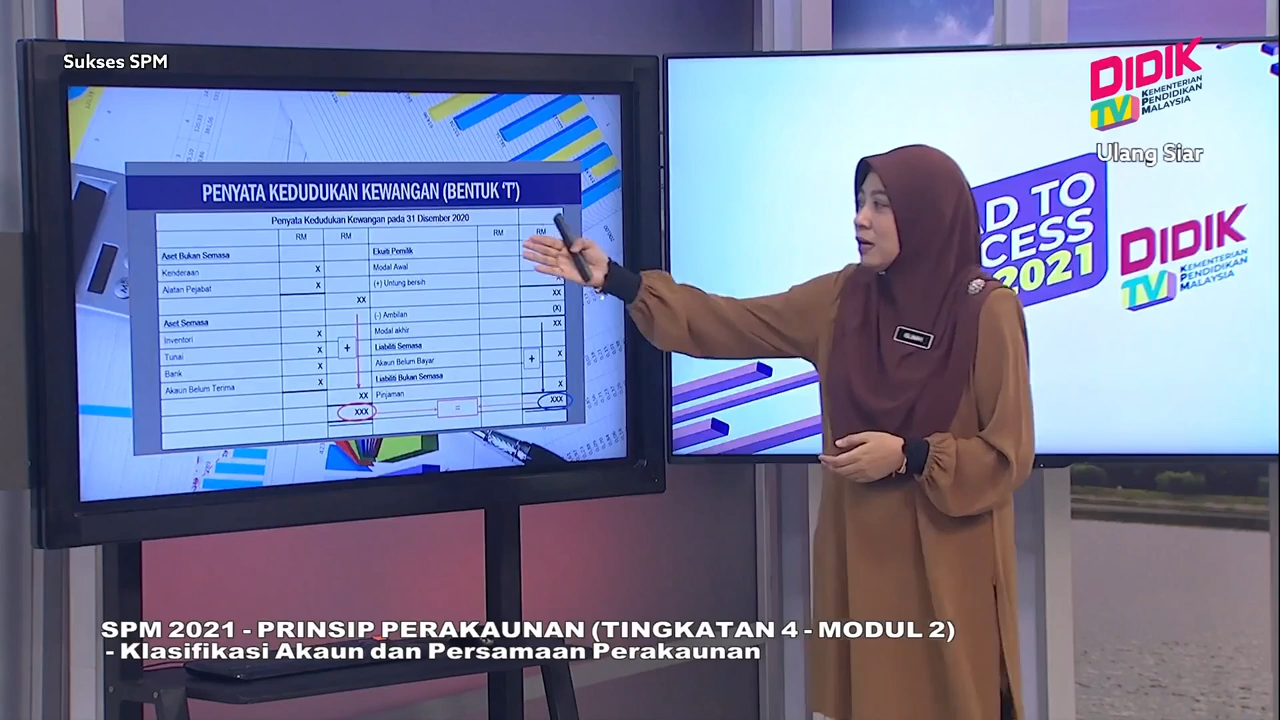 Sukses SPM
DIDIK
TV KEMENTERIAN
PENDIDIKAN
MALAYSIA
Ulang Siar
PENYATA KEDUDUKAN KEWANGAN (BENTUK 'T')
Penyata Kedudukan Kewangan pada 31 Disember 2020
RM RM RM RM
Aset Bukan Semasa Ekuiti Pemilik
Kenderaan X Modal Awal
Alatan Pejabat X (+) Untung bersih
XX XX
(-) Ambilan (X)
Aset Semasa Modal akhir XX
Inventori X Liabiliti Semasa
Tunai X + Akaun Belum Bayar + X
Bank X Liabiliti Bukan Semasa
Akaun Belum Terima X Pinjaman X
XX
XXX = XXX
AD TO
CESS
2021
DIDIK
TV KEMENTERIAN
PENDIDIKAN
MALAYSIA
SPM 2021 - PRINSIP PERAKAUNAN (TINGKATAN 4 - MODUL 2)
- Klasifikasi Akaun dan Persamaan Perakaunan